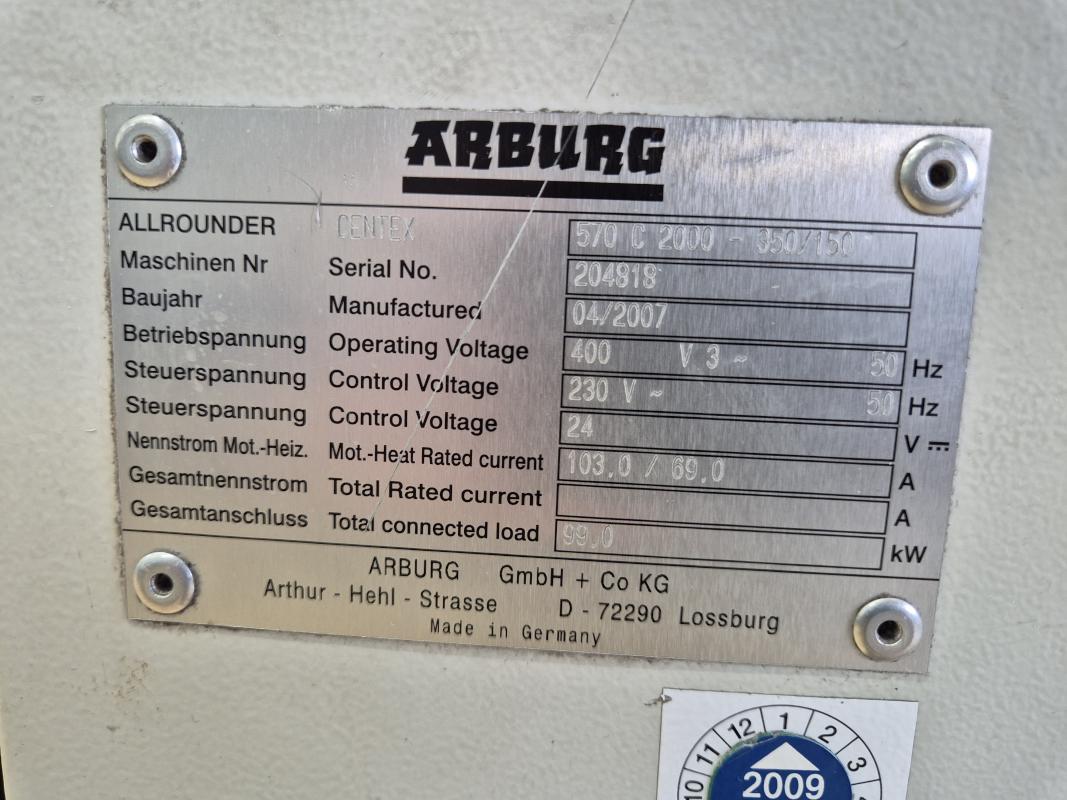 ARBURG
ALLROUNDER CENTEX 570 C 2000 - 350/150
Maschinen Nr Serial No. 204818
Baujahr Manufactured 04/2007
Betriebspannung Operating Voltage 400 V 3 ~ 50 Hz
Steuerspannung Control Voltage 230 V ~ 50 Hz
Steuerspannung Control Voltage 24 V ⎓
Nennstrom Mot.-Heiz. Mot.-Heat Rated current 103.0 / 69.0 A
Gesamtnennstrom Total Rated current A
Gesamtanschluss Total connected load 99.0 kW
ARBURG GmbH + Co KG
Arthur - Hehl - Strasse D - 72290 Lossburg
Made in Germany
10 11 12 1 2 3
2009